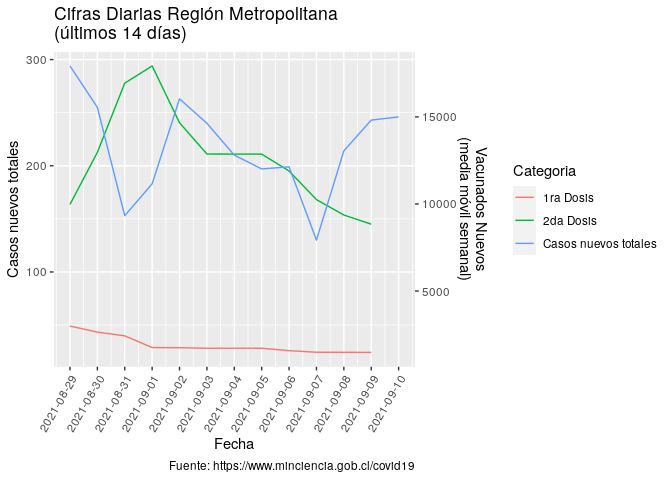 Cifras Diarias Región Metropolitana
(últimos 14 días)
300
200
100
Casos nuevos totales
15000
10000
5000
Vacunados Nuevos
(media móvil semanal)
2021-08-29
2021-08-30
2021-08-31
2021-09-01
2021-09-02
2021-09-03
2021-09-04
2021-09-05
2021-09-06
2021-09-07
2021-09-08
2021-09-09
2021-09-10
Fecha
Categoria
1ra Dosis
2da Dosis
Casos nuevos totales
Fuente: https://www.minciencia.gob.cl/covid19